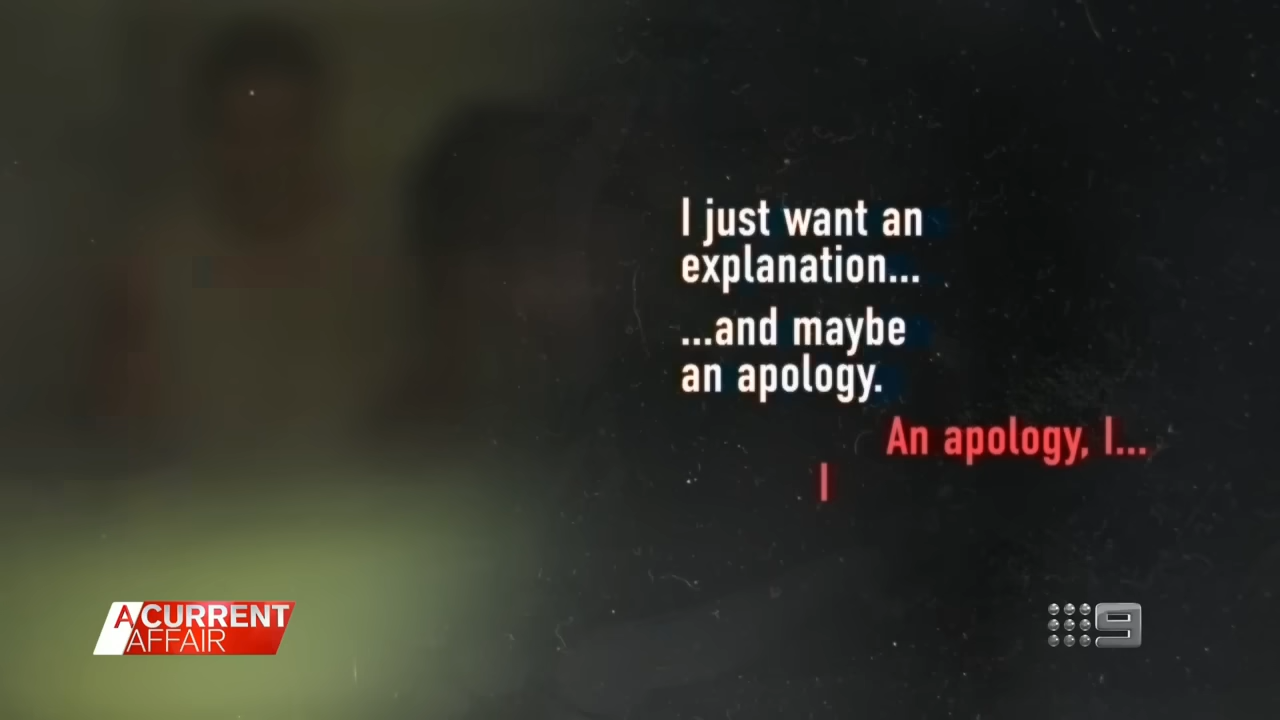 I just want an
explanation...
...and maybe
an apology.
An apology, I...
I
A CURRENT
AFFAIR
9